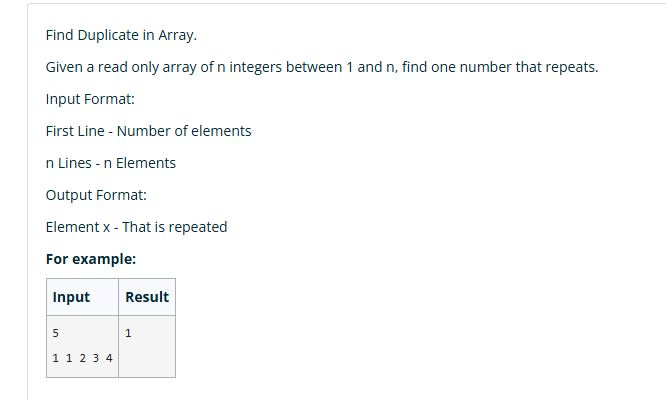 Find Duplicate in Array.
Given a read only array of n integers between 1 and n, find one number that repeats.
Input Format:
First Line - Number of elements
n Lines - n Elements
Output Format:
Element x - That is repeated
For example:
Input Result
5 1
1 1 2 3 4